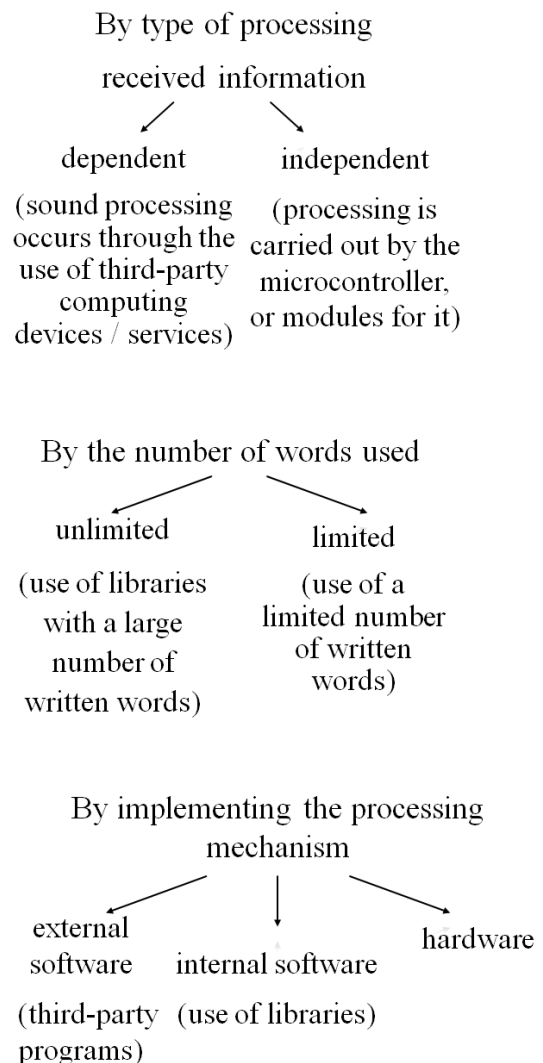 By type of processing
received information
dependent
(sound processing
occurs through the
use of third-party
computing
devices / services)
independent
(processing is
carried out by the
microcontroller,
or modules for it)
By the number of words used
unlimited
(use of libraries
with a large
number of
written words)
limited
(use of a
limited number
of written
words)
By implementing the processing
mechanism
external
software
(third-party
programs)
internal software
(use of libraries)
hardware